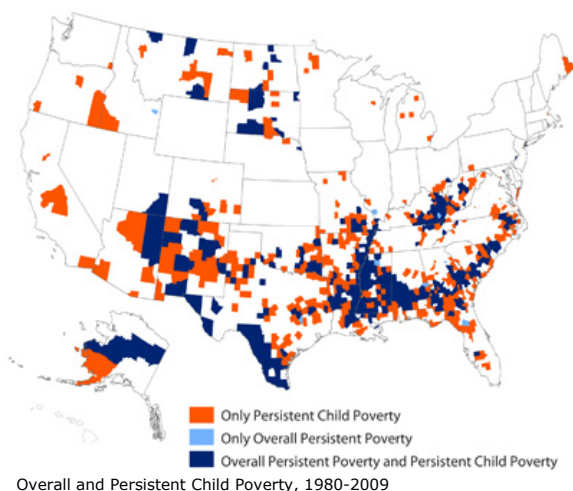 Only Persistent Child Poverty
Only Overall Persistent Poverty
Overall Persistent Poverty and Persistent Child Poverty
Overall and Persistent Child Poverty, 1980-2009